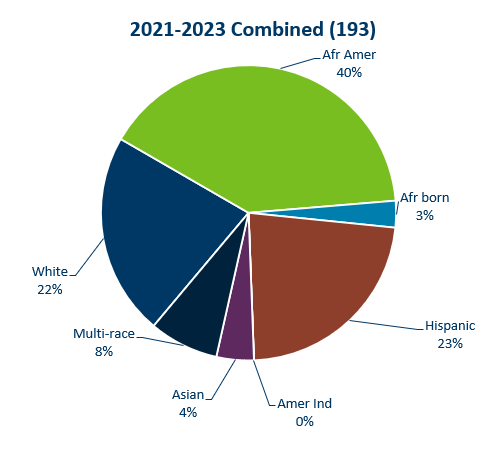 2021-2023 Combined (193)
Afr Amer
40%
Afr born
3%
Hispanic
23%
Amer Ind
0%
Asian
4%
Multi-race
8%
White
22%